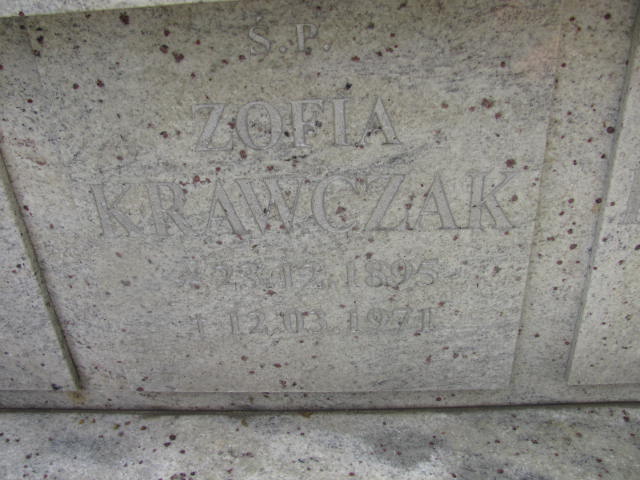 Ś.P.
ZOFIA
KRAWCZAK
* 23.12.1895
† 12.03.1971